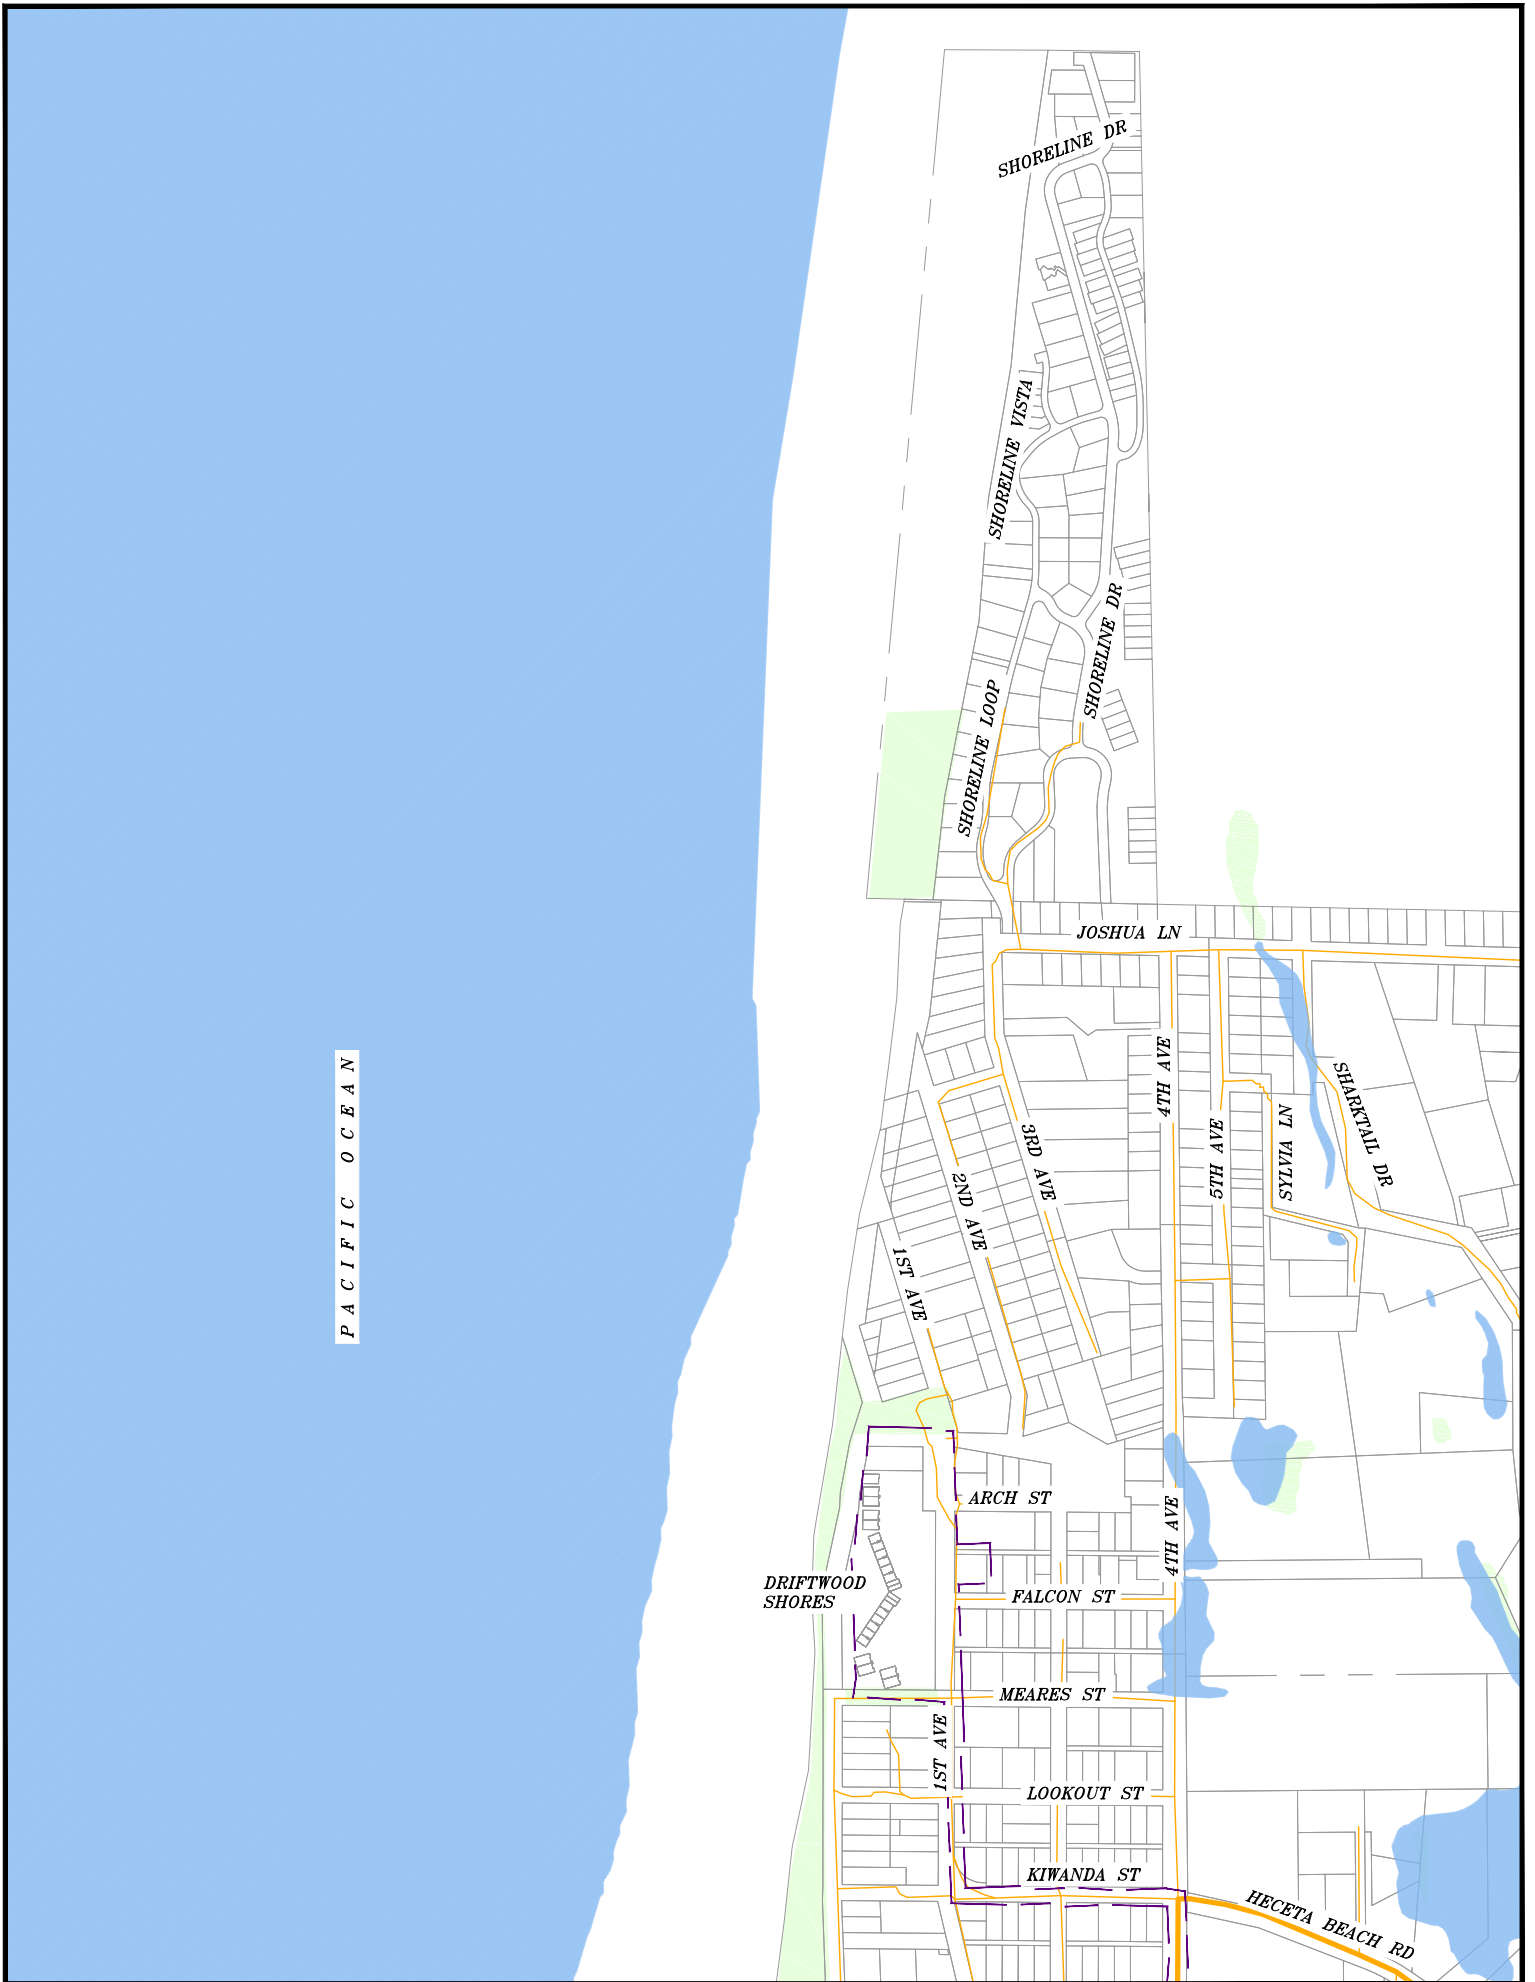 SHORELINE DR
SHORELINE VISTA
SHORELINE DR
SHORELINE LOOP
JOSHUA LN
PACIFIC OCEAN
4TH AVE
SHARKTAIL DR
SYLVIA LN
5TH AVE
3RD AVE
2ND AVE
1ST AVE
ARCH ST
4TH AVE
DRIFTWOOD
SHORES
FALCON ST
MEARES ST
1ST AVE
LOOKOUT ST
KIWANDA ST
HECETA BEACH RD